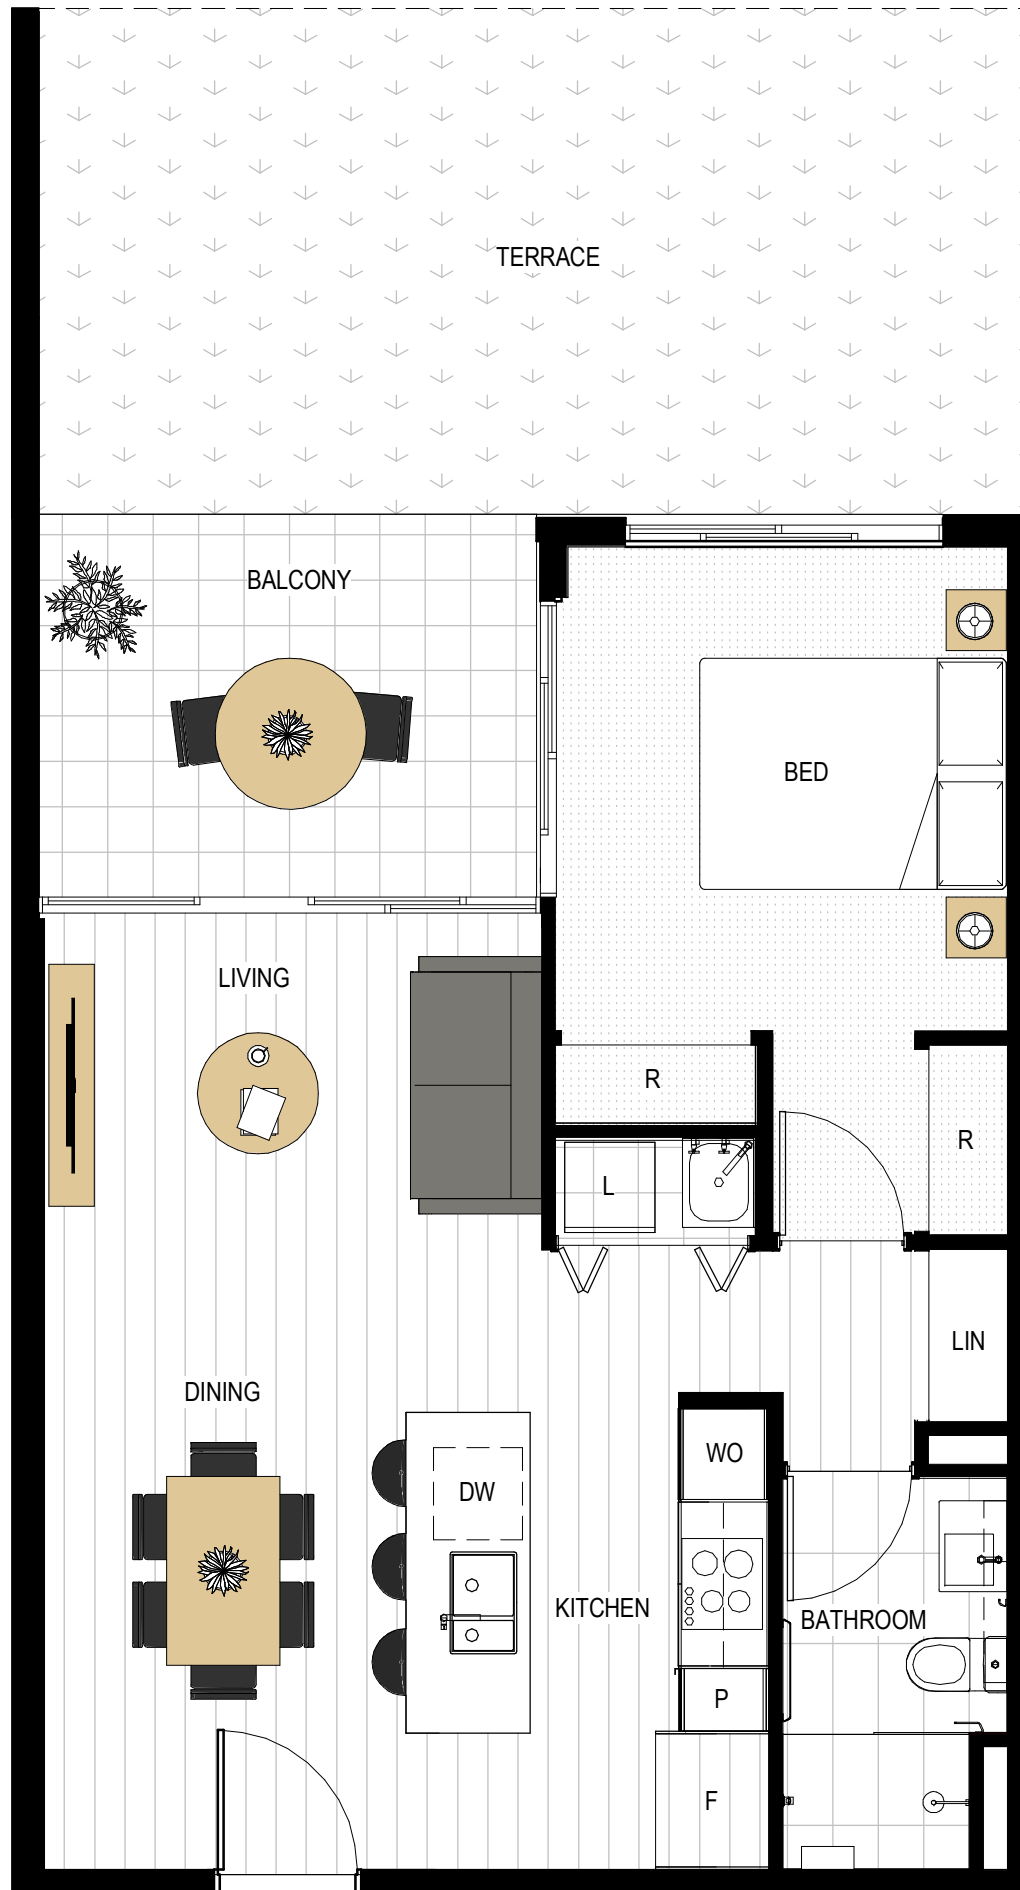 TERRACE
BALCONY
BED
LIVING
R
R
L
LIN
DINING
WO
DW
KITCHEN
BATHROOM
P
F